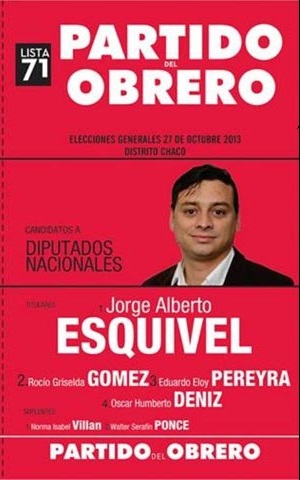 LISTA
71
PARTIDO
DEL
OBRERO
ELECCIONES GENERALES 27 DE OCTUBRE 2013
DISTRITO CHACO
CANDIDATOS A
DIPUTADOS
NACIONALES
TITULARES
1.Jorge Alberto
ESQUIVEL
2.Rocío Griselda GOMEZ 3.Eduardo Eloy PEREYRA
4.Oscar Humberto DENIZ
SUPLENTES
1.Norma Isabel Villan 2.Walter Serafín PONCE
PARTIDO DEL OBRERO